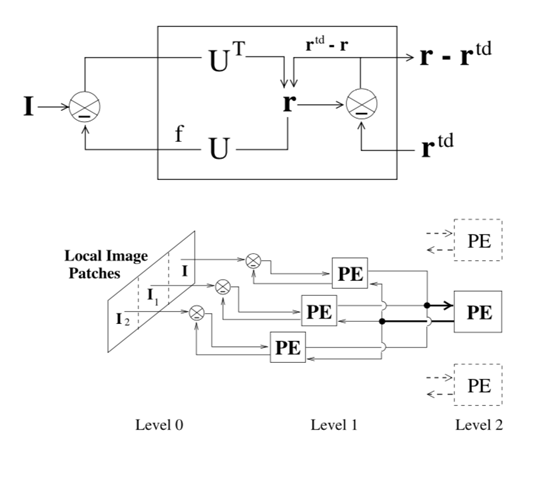 U^T
r^td - r
r - r^td
I
r
f
U
r^td
Local Image
Patches
I
I_1
I_2
PE
PE
PE
PE
PE
PE
Level 0
Level 1
Level 2